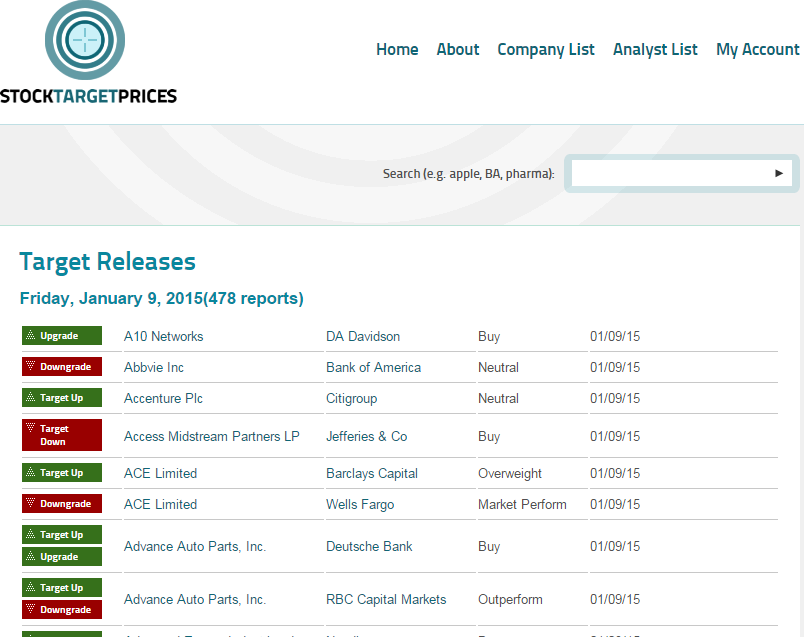 Home About Company List Analyst List My Account
STOCKTARGETPRICES
Search (e.g. apple, BA, pharma):
Target Releases
Friday, January 9, 2015(478 reports)
Upgrade A10 Networks DA Davidson Buy 01/09/15
Downgrade Abbvie Inc Bank of America Neutral 01/09/15
Target Up Accenture Plc Citigroup Neutral 01/09/15
Target
Down
Access Midstream Partners LP Jefferies & Co Buy 01/09/15
Target Up ACE Limited Barclays Capital Overweight 01/09/15
Downgrade ACE Limited Wells Fargo Market Perform 01/09/15
Target Up
Upgrade
Advance Auto Parts, Inc. Deutsche Bank Buy 01/09/15
Target Up
Downgrade
Advance Auto Parts, Inc. RBC Capital Markets Outperform 01/09/15